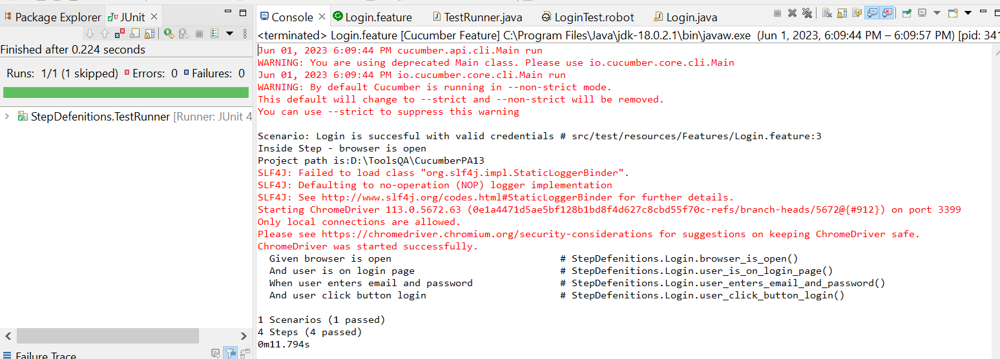 Package Explorer
JUnit
Finished after 0.224 seconds
Runs: 1/1 (1 skipped) Errors: 0 Failures: 0
StepDefenitions.TestRunner [Runner: JUnit 4
Failure Trace
Console
Login.feature
TestRunner.java
LoginTest.robot
Login.java
<terminated> Login.feature [Cucumber Feature] C:\Program Files\Java\jdk-18.0.2.1\bin\javaw.exe (Jun 1, 2023, 6:09:44 PM – 6:09:57 PM) [pid: 341
Jun 01, 2023 6:09:44 PM cucumber.api.cli.Main run
WARNING: You are using deprecated Main class. Please use io.cucumber.core.cli.Main
Jun 01, 2023 6:09:44 PM io.cucumber.core.cli.Main run
WARNING: By default Cucumber is running in --non-strict mode.
This default will change to --strict and --non-strict will be removed.
You can use --strict to suppress this warning
Scenario: Login is succesful with valid credentials # src/test/resources/Features/Login.feature:3
Inside Step - browser is open
Project path is:D:\ToolsQA\CucumberPA13
SLF4J: Failed to load class "org.slf4j.impl.StaticLoggerBinder".
SLF4J: Defaulting to no-operation (NOP) logger implementation
SLF4J: See http://www.slf4j.org/codes.html#StaticLoggerBinder for further details.
Starting ChromeDriver 113.0.5672.63 (0e1a4471d5ae5bf128b1bd8f4d627c8cbd55f70c-refs/branch-heads/5672@{#912}) on port 3399
Only local connections are allowed.
Please see https://chromedriver.chromium.org/security-considerations for suggestions on keeping ChromeDriver safe.
ChromeDriver was started successfully.
Given browser is open # StepDefenitions.Login.browser_is_open()
And user is on login page # StepDefenitions.Login.user_is_on_login_page()
When user enters email and password # StepDefenitions.Login.user_enters_email_and_password()
And user click button login # StepDefenitions.Login.user_click_button_login()
1 Scenarios (1 passed)
4 Steps (4 passed)
0m11.794s